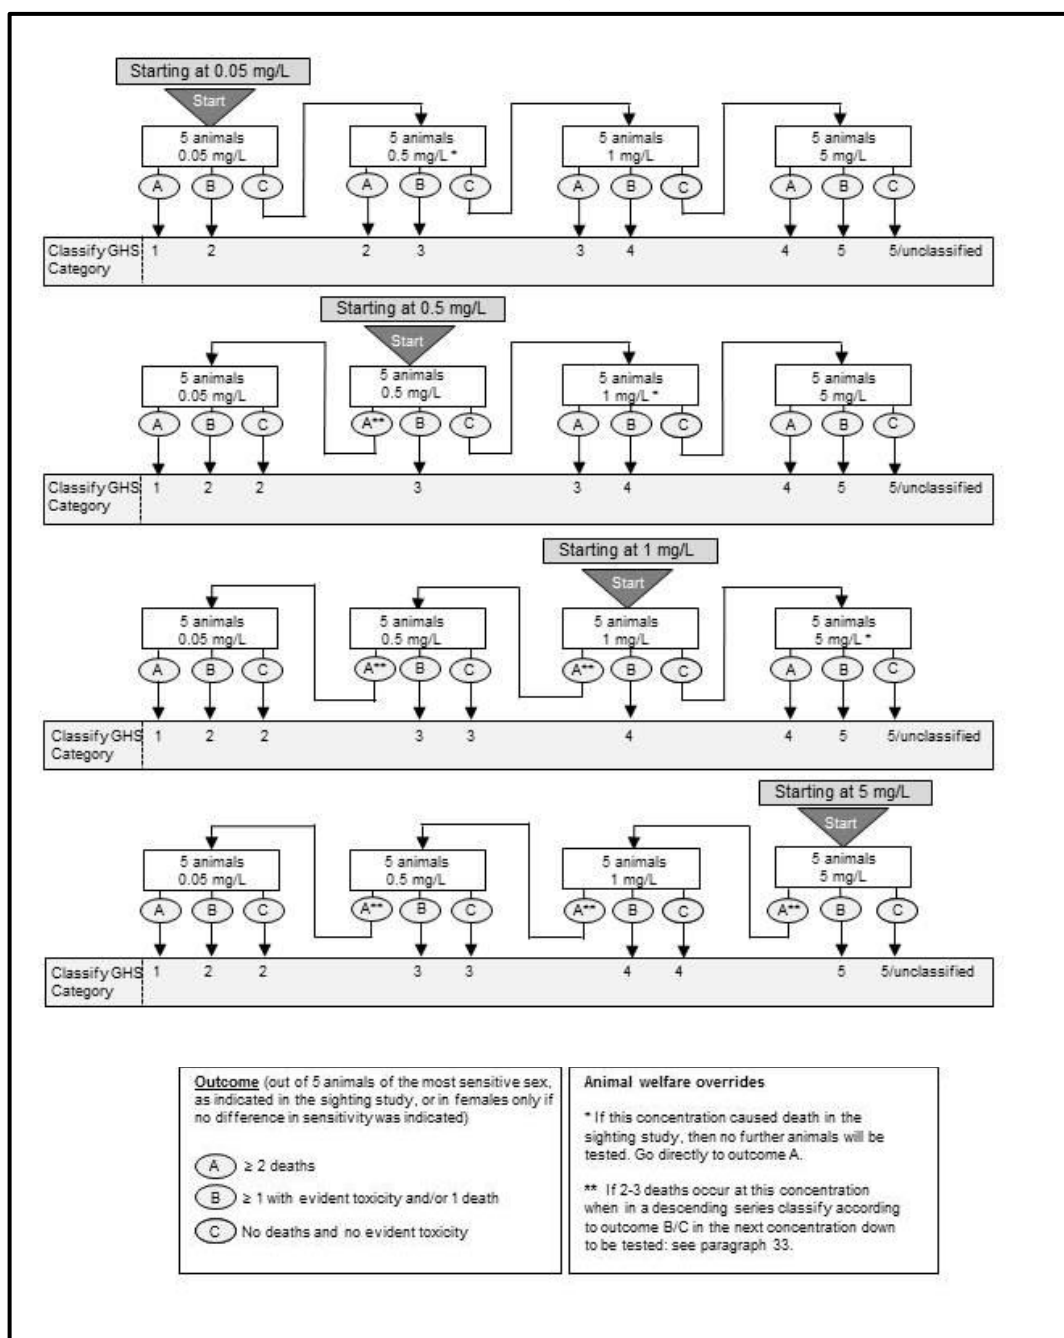 Starting at 0.05 mg/L
Start
5 animals 5 animals 5 animals 5 animals
0.05 mg/L 0.5 mg/L * 1 mg/L 5 mg/L
A B C A B C A B C A B C
Classify GHS 1 2 2 3 3 4 4 5 5/unclassified
Category
Starting at 0.5 mg/L
Start
5 animals 5 animals 5 animals 5 animals
0.05 mg/L 0.5 mg/L 1 mg/L * 5 mg/L
A B C A** B C A B C A B C
Classify GHS 1 2 2 3 3 4 4 5 5/unclassified
Category
Starting at 1 mg/L
Start
5 animals 5 animals 5 animals 5 animals
0.05 mg/L 0.5 mg/L 1 mg/L 5 mg/L *
A B C A** B C A** B C A B C
Classify GHS 1 2 2 3 3 4 4 5 5/unclassified
Category
Starting at 5 mg/L
Start
5 animals 5 animals 5 animals 5 animals
0.05 mg/L 0.5 mg/L 1 mg/L 5 mg/L
A B C A** B C A** B C A** B C
Classify GHS 1 2 2 3 3 4 4 5 5/unclassified
Category
Outcome (out of 5 animals of the most sensitive sex,
as indicated in the sighting study, or in females only if
no difference in sensitivity was indicated)
A ≥ 2 deaths
B ≥ 1 with evident toxicity and/or 1 death
C No deaths and no evident toxicity
Animal welfare overrides
* If this concentration caused death in the
sighting study, then no further animals will be
tested. Go directly to outcome A.
** If 2-3 deaths occur at this concentration
when in a descending series classify according
to outcome B/C in the next concentration down
to be tested: see paragraph 33.